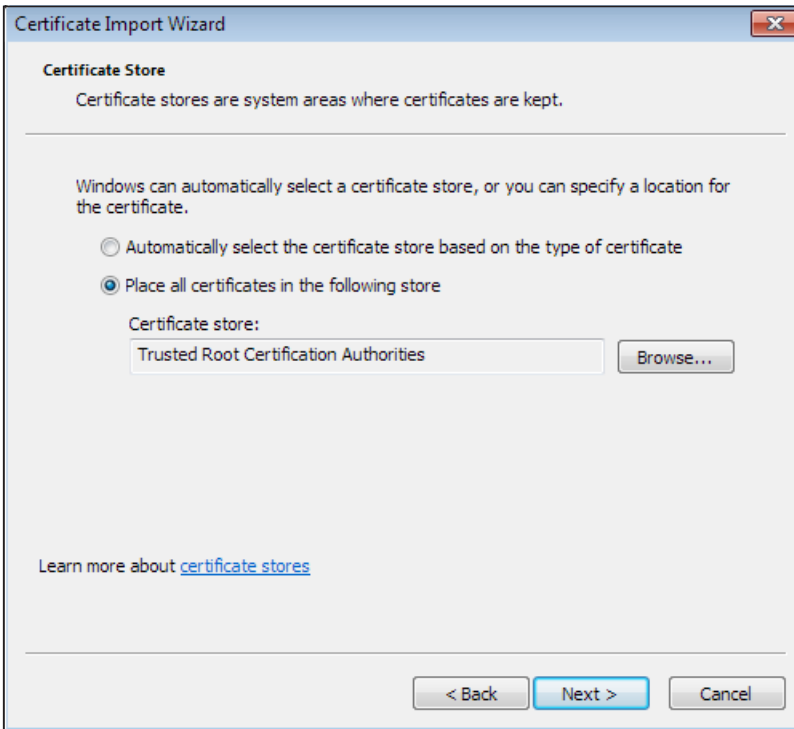 Certificate Import Wizard
Certificate Store
Certificate stores are system areas where certificates are kept.
Windows can automatically select a certificate store, or you can specify a location for
the certificate.
Automatically select the certificate store based on the type of certificate
Place all certificates in the following store
Certificate store:
Trusted Root Certification Authorities
Browse...
Learn more about certificate stores
< Back
Next >
Cancel